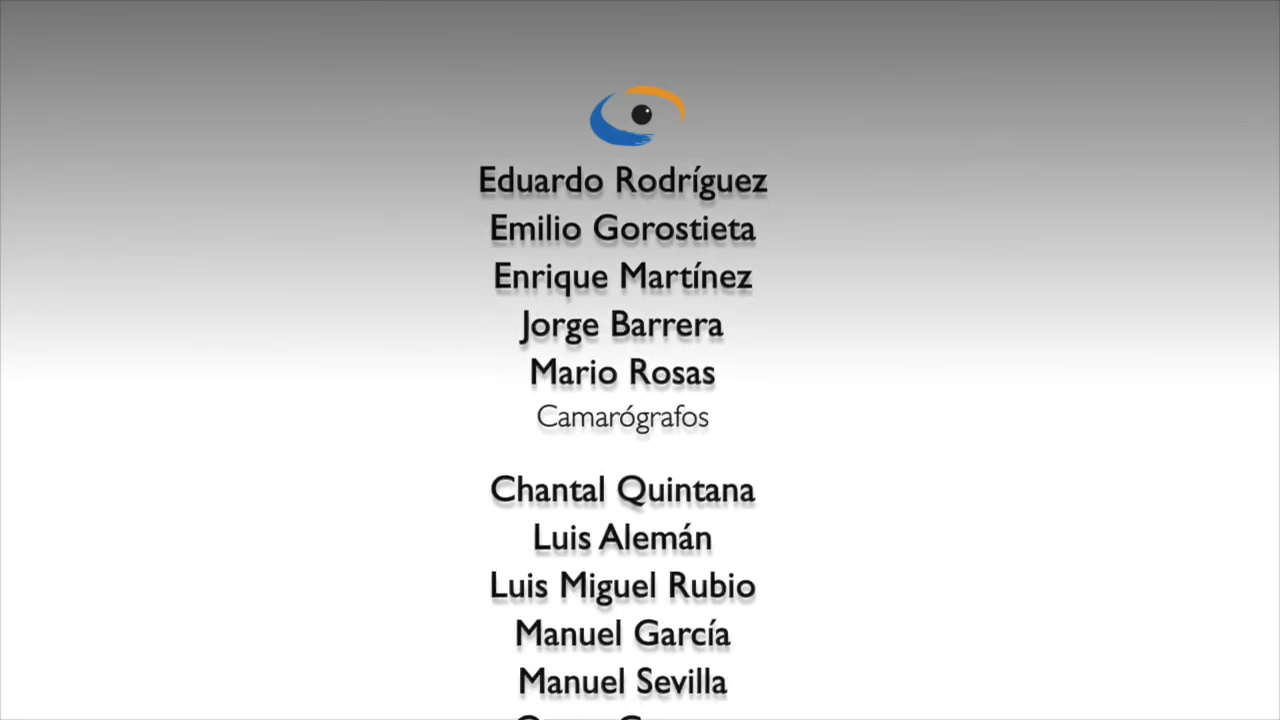 Eduardo Rodríguez
Emilio Gorostieta
Enrique Martínez
Jorge Barrera
Mario Rosas
Camarógrafos
Chantal Quintana
Luis Alemán
Luis Miguel Rubio
Manuel García
Manuel Sevilla